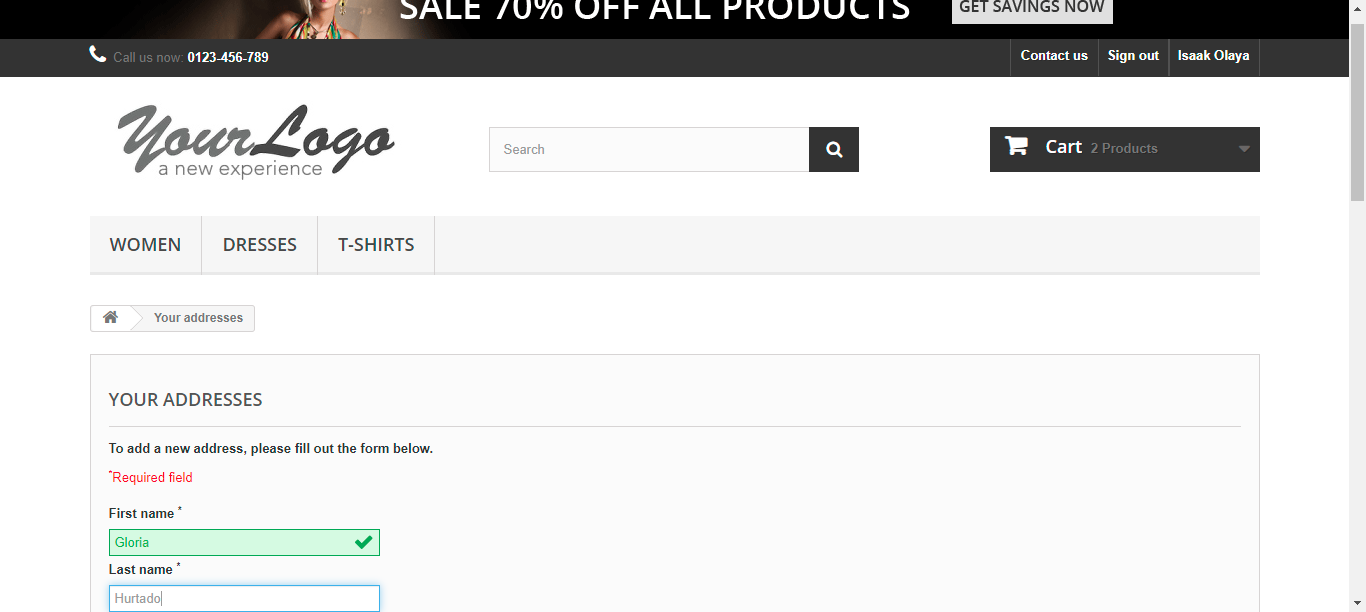 SALE 70% OFF ALL PRODUCTS
GET SAVINGS NOW
Call us now: 0123-456-789
Contact us
Sign out
Isaak Olaya
YourLogo
a new experience
Search
Cart 2 Products
WOMEN
DRESSES
T-SHIRTS
Your addresses
YOUR ADDRESSES
To add a new address, please fill out the form below.
*Required field
First name *
Gloria
Last name *
Hurtado